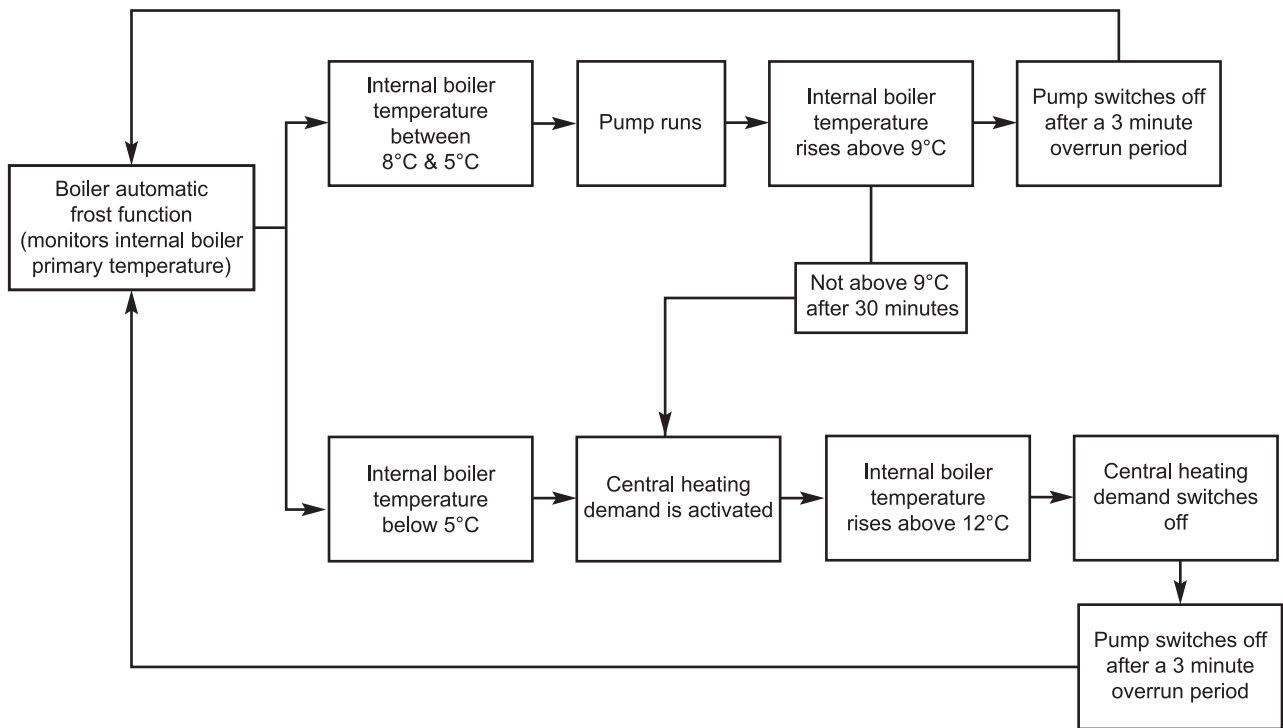 Internal boiler
temperature
between
8°C & 5°C
Pump runs
Internal boiler
temperature
rises above 9°C
Pump switches off
after a 3 minute
overrun period
Boiler automatic
frost function
(monitors internal boiler
primary temperature)
Not above 9°C
after 30 minutes
Internal boiler
temperature
below 5°C
Central heating
demand is activated
Internal boiler
temperature
rises above 12°C
Central heating
demand switches
off
Pump switches off
after a 3 minute
overrun period